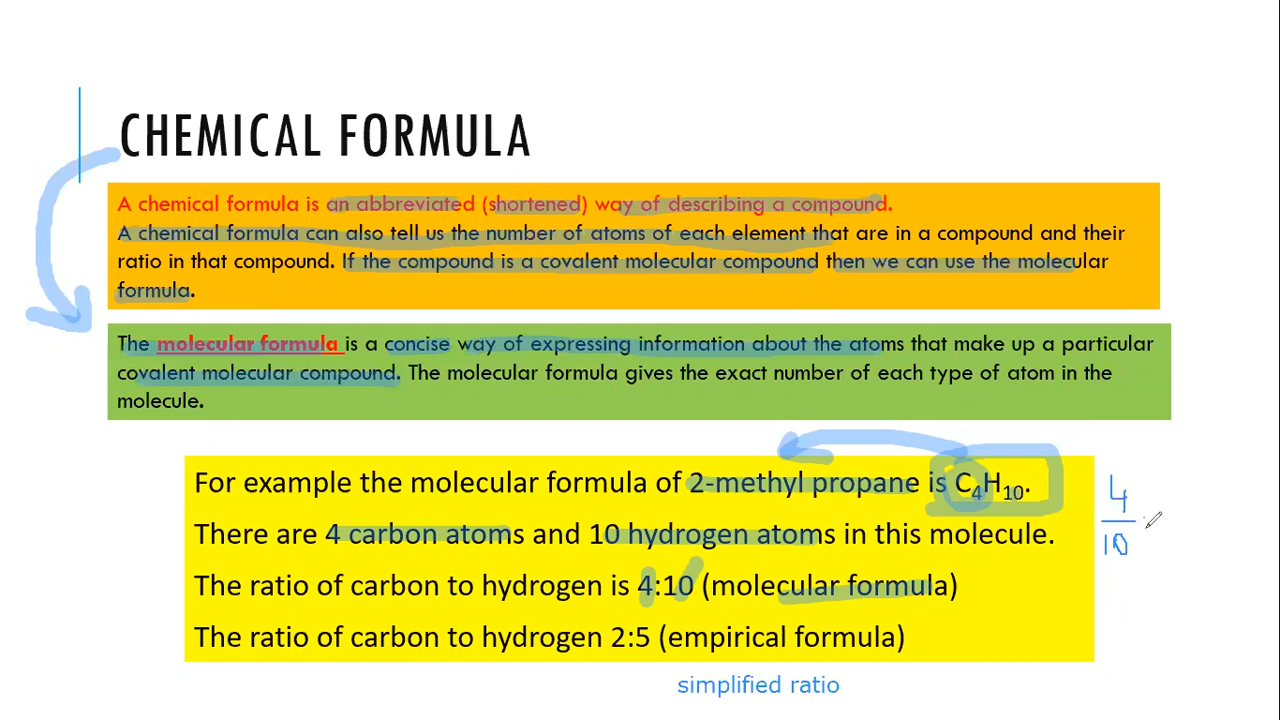 CHEMICAL FORMULA
A chemical formula is an abbreviated (shortened) way of describing a compound.
A chemical formula can also tell us the number of atoms of each element that are in a compound and their
ratio in that compound. If the compound is a covalent molecular compound then we can use the molecular
formula.
The molecular formula is a concise way of expressing information about the atoms that make up a particular
covalent molecular compound. The molecular formula gives the exact number of each type of atom in the
molecule.
For example the molecular formula of 2-methyl propane is C₄H₁₀.
There are 4 carbon atoms and 10 hydrogen atoms in this molecule.
The ratio of carbon to hydrogen is 4:10 (molecular formula)
The ratio of carbon to hydrogen 2:5 (empirical formula)
4
10
simplified ratio